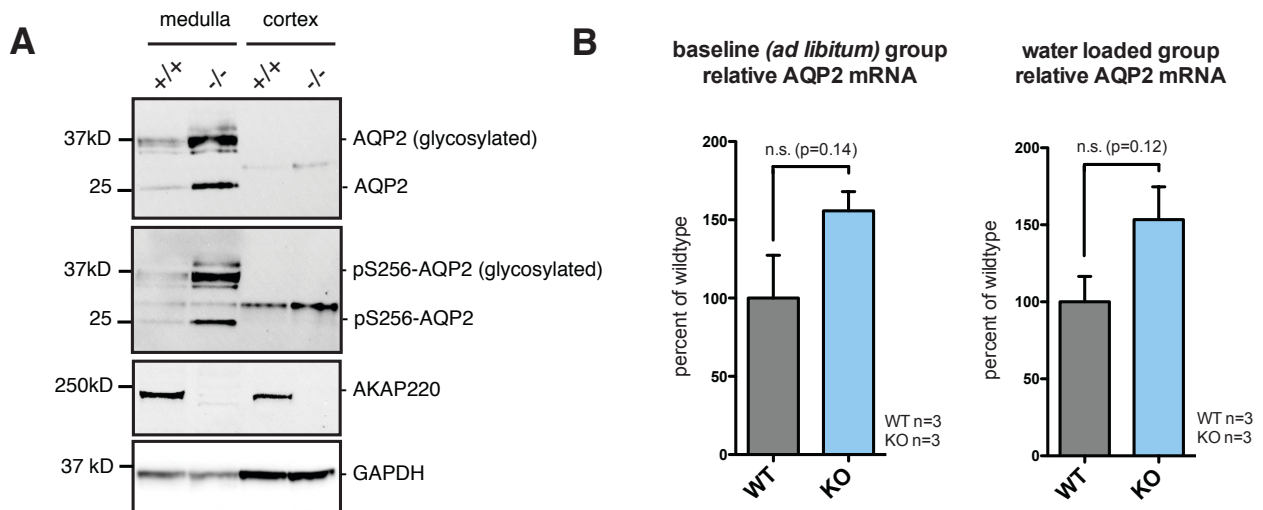 A
medulla cortex
+/+ -/- +/+ -/-
37kD
25
AQP2 (glycosylated)
AQP2
37kD
25
pS256-AQP2 (glycosylated)
pS256-AQP2
250kD
AKAP220
37 kD
GAPDH
B
baseline (ad libitum) group
relative AQP2 mRNA
n.s. (p=0.14)
percent of wildtype
200
150
100
50
0
WT
KO
WT n=3
KO n=3
water loaded group
relative AQP2 mRNA
n.s. (p=0.12)
percent of wildtype
200
150
100
50
0
WT
KO
WT n=3
KO n=3